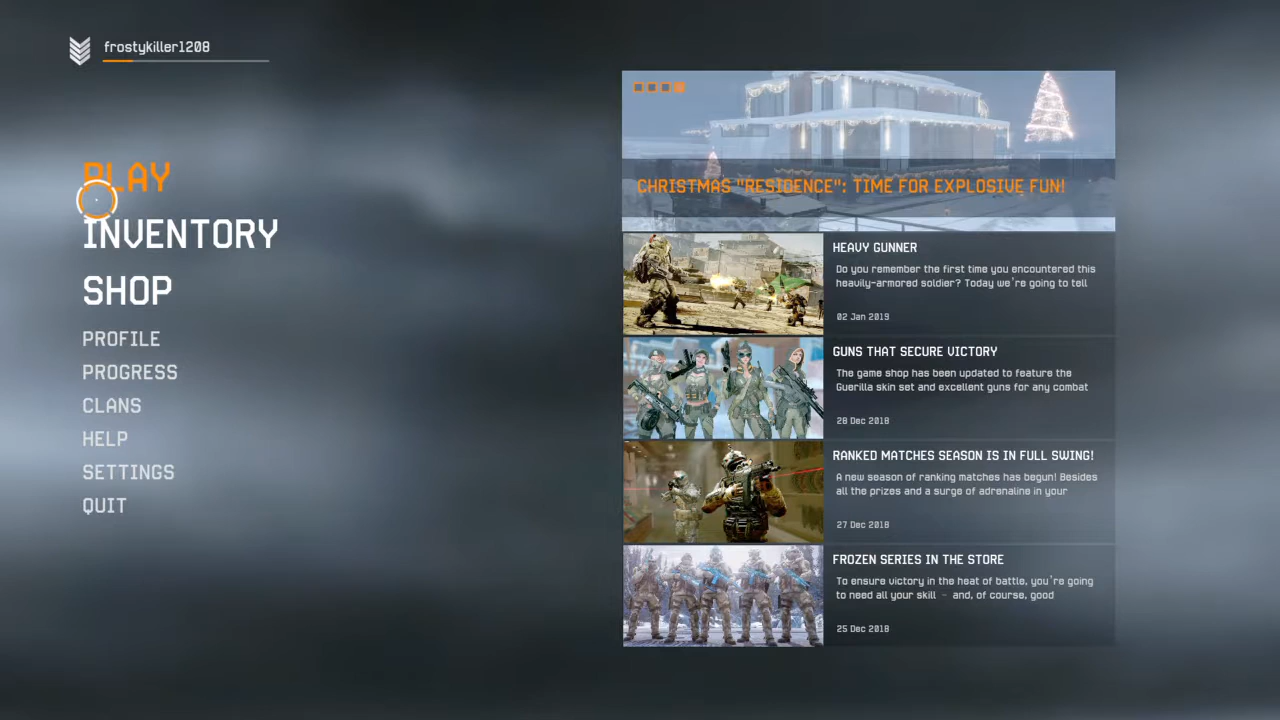 frostykiller1208
PLAY
INVENTORY
SHOP
PROFILE
PROGRESS
CLANS
HELP
SETTINGS
QUIT
CHRISTMAS "RESIDENCE": TIME FOR EXPLOSIVE FUN!
HEAVY GUNNER
Do you remember the first time you encountered this
heavily-armored soldier? Today we're going to tell
02 Jan 2019
GUNS THAT SECURE VICTORY
The game shop has been updated to feature the
Guerilla skin set and excellent guns for any combat
28 Dec 2018
RANKED MATCHES SEASON IS IN FULL SWING!
A new season of ranking matches has begun! Besides
all the prizes and a surge of adrenaline in your
27 Dec 2018
FROZEN SERIES IN THE STORE
To ensure victory in the heat of battle, you're going
to need all your skill - and, of course, good
25 Dec 2018